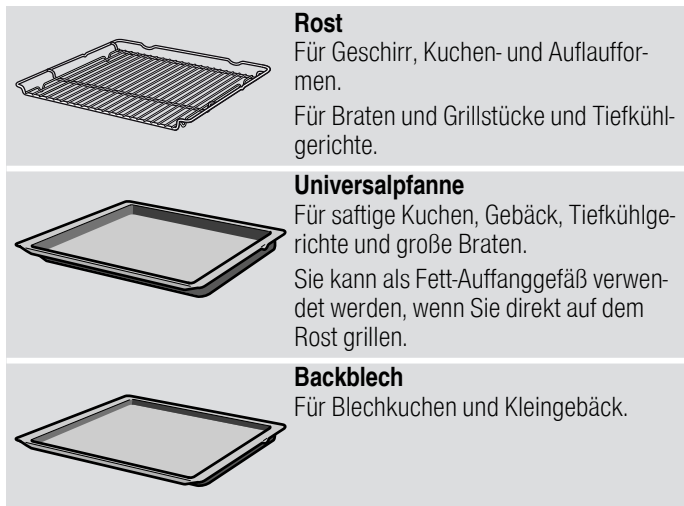 Rost
Für Geschirr, Kuchen- und Auflauffor-
men.
Für Braten und Grillstücke und Tiefkühl-
gerichte.
Universalpfanne
Für saftige Kuchen, Gebäck, Tiefkühlge-
richte und große Braten.
Sie kann als Fett-Auffanggefäß verwen-
det werden, wenn Sie direkt auf dem
Rost grillen.
Backblech
Für Blechkuchen und Kleingebäck.